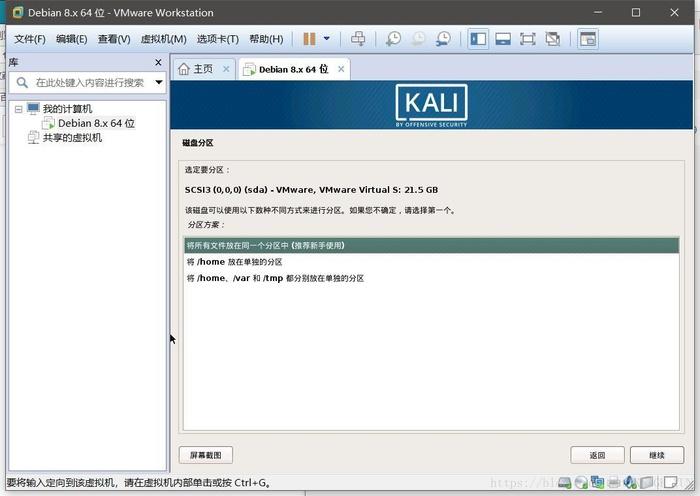 Debian 8.x 64 位 - VMware Workstation
文件(F) 编辑(E) 查看(V) 虚拟机(M) 选项卡(T) 帮助(H)
库
在此处键入内容进行搜索
我的计算机
Debian 8.x 64 位
共享的虚拟机
主页
Debian 8.x 64 位
KALI
BY OFFENSIVE SECURITY
磁盘分区
选定要分区：
SCSI3 (0,0,0) (sda) - VMware, VMware Virtual S: 21.5 GB
该磁盘可以使用以下数种不同方式来进行分区。如果您不确定，请选择第一个。
分区方案：
将所有文件放在同一个分区中 (推荐新手使用)
将 /home 放在单独的分区
将 /home、/var 和 /tmp 都分别放在单独的分区
屏幕截图
返回
继续
要将输入定向到该虚拟机，请在虚拟机内部单击或按 Ctrl+G。